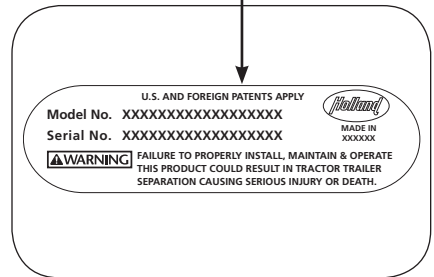 U.S. AND FOREIGN PATENTS APPLY
Holland
Model No. XXXXXXXXXXXXXXXXXX
Serial No. XXXXXXXXXXXXXXXXXX
MADE IN
XXXXXX
WARNING FAILURE TO PROPERLY INSTALL, MAINTAIN & OPERATE
THIS PRODUCT COULD RESULT IN TRACTOR TRAILER
SEPARATION CAUSING SERIOUS INJURY OR DEATH.